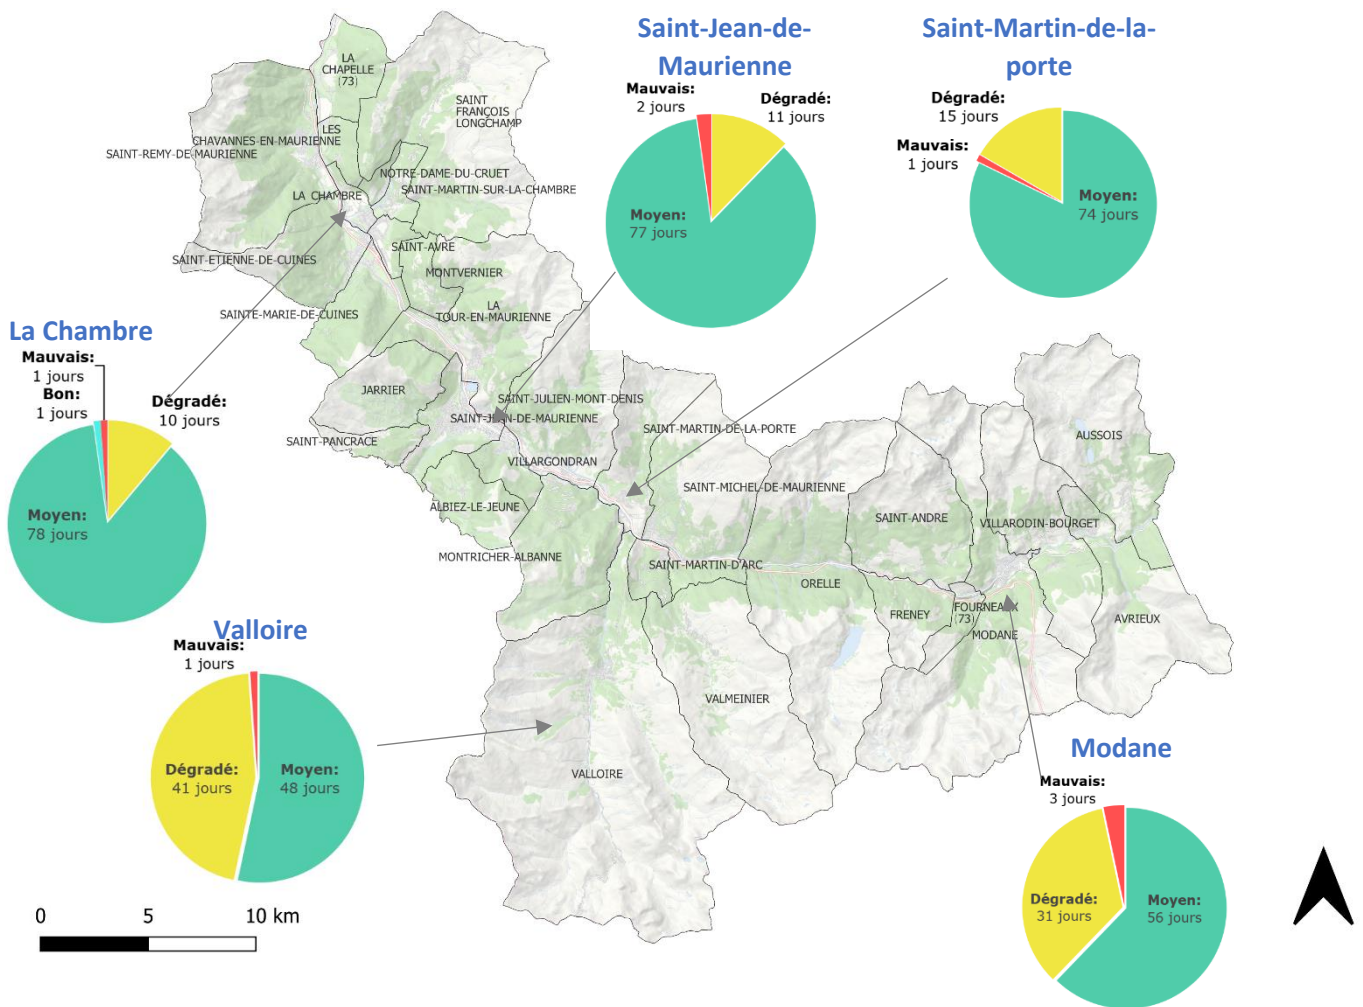 Saint-Jean-de-
Maurienne
Mauvais:
2 jours
Dégradé:
11 jours
Moyen:
77 jours
Saint-Martin-de-la-
porte
Dégradé:
15 jours
Mauvais:
1 jours
Moyen:
74 jours
LA
CHAPELLE
(73)
SAINT
FRANÇOIS
LONGCHAMP
LES
CHAVANNES-EN-MAURIENNE
SAINT-REMY-DE-MAURIENNE
NOTRE-DAME-DU-CRUET
SAINT-MARTIN-SUR-LA-CHAMBRE
LA CHAMBRE
SAINT-AVRE
SAINT-ETIENNE-DE-CUINES
MONTVERNIER
LA
TOUR-EN-MAURIENNE
SAINTE-MARIE-DE-CUINES
La Chambre
Mauvais:
1 jours
Bon:
1 jours
Dégradé:
10 jours
Moyen:
78 jours
JARRIER
SAINT-JULIEN-MONT-DENIS
SAINT-JEAN-DE-MAURIENNE
SAINT-MARTIN-DE-LA-PORTE
SAINT-PANCRACE
VILLARGONDRAN
AUSSOIS
SAINT-MICHEL-DE-MAURIENNE
ALBIEZ-LE-JEUNE
SAINT-ANDRE
VILLARODIN-BOURGET
MONTRICHER-ALBANNE
SAINT-MARTIN-D'ARC
ORELLE
FRENEY
FOURNEAUX
(73)
MODANE
AVRIEUX
VALMEINIER
VALLOIRE
Valloire
Mauvais:
1 jours
Dégradé:
41 jours
Moyen:
48 jours
Modane
Mauvais:
3 jours
Dégradé:
31 jours
Moyen:
56 jours
0 5 10 km